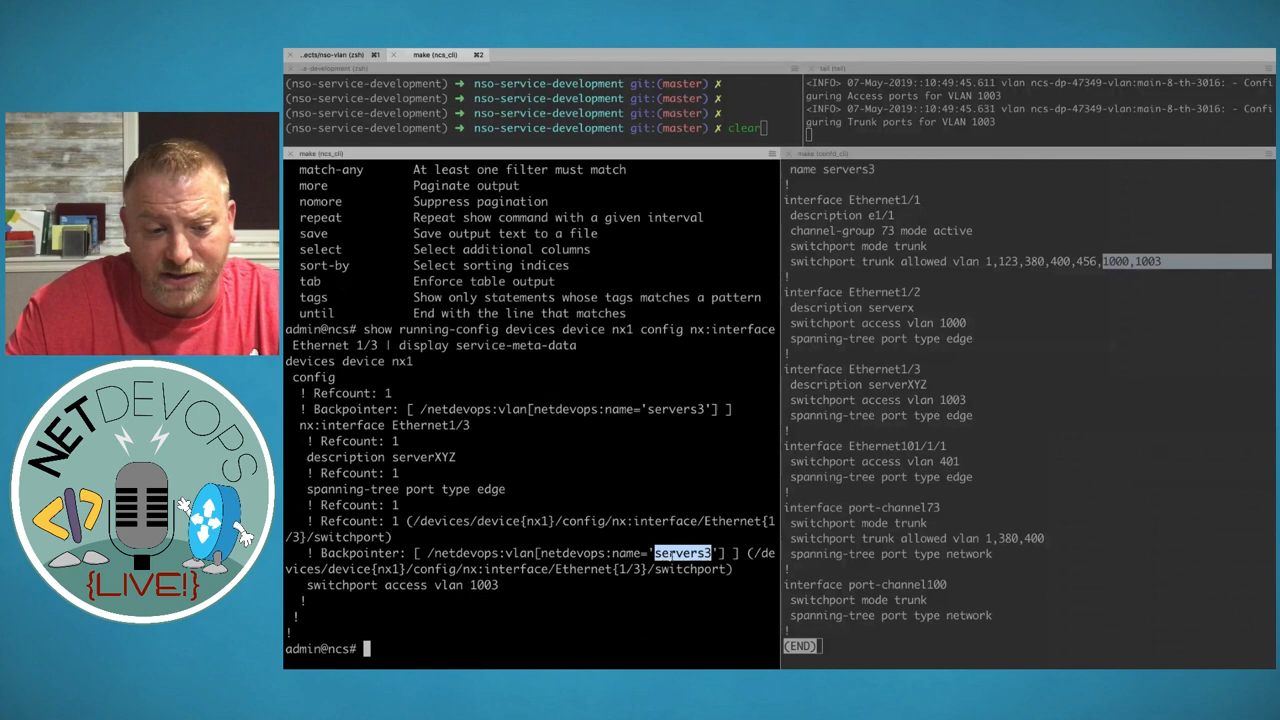 ..ects/nso-vlan (zsh) ⌘1 × make (ncs_cli) ⌘2
..e-development (zsh)
(nso-service-development) ➜ nso-service-development git:(master) ✗
(nso-service-development) ➜ nso-service-development git:(master) ✗
(nso-service-development) ➜ nso-service-development git:(master) ✗
(nso-service-development) ➜ nso-service-development git:(master) ✗ clear
tail (tail)
<INFO> 07-May-2019::10:49:45.611 vlan ncs-dp-47349-vlan:main-8-th-3016: - Confi
guring Access ports for VLAN 1003
<INFO> 07-May-2019::10:49:45.631 vlan ncs-dp-47349-vlan:main-8-th-3016: - Confi
guring Trunk ports for VLAN 1003
make (ncs_cli)
match-any At least one filter must match
more Paginate output
nomore Suppress pagination
repeat Repeat show command with a given interval
save Save output text to a file
select Select additional columns
sort-by Select sorting indices
tab Enforce table output
tags Show only statements whose tags matches a pattern
until End with the line that matches
admin@ncs# show running-config devices device nx1 config nx:interface
Ethernet 1/3 | display service-meta-data
devices device nx1
config
! Refcount: 1
! Backpointer: [ /netdevops:vlan[netdevops:name='servers3'] ]
nx:interface Ethernet1/3
! Refcount: 1
description serverXYZ
! Refcount: 1
spanning-tree port type edge
! Refcount: 1
! Refcount: 1 (/devices/device{nx1}/config/nx:interface/Ethernet{1
/3}/switchport)
! Backpointer: [ /netdevops:vlan[netdevops:name='servers3'] ] (/de
vices/device{nx1}/config/nx:interface/Ethernet{1/3}/switchport)
switchport access vlan 1003
!
!
!
admin@ncs#
name servers3
!
interface Ethernet1/1
description e1/1
channel-group 73 mode active
switchport mode trunk
switchport trunk allowed vlan 1,123,380,400,456,1000,1003
!
interface Ethernet1/2
description serverx
switchport access vlan 1000
spanning-tree port type edge
!
interface Ethernet1/3
description serverXYZ
switchport access vlan 1003
spanning-tree port type edge
!
interface Ethernet101/1/1
switchport access vlan 401
spanning-tree port type edge
!
interface port-channel73
switchport mode trunk
switchport trunk allowed vlan 1,380,400
spanning-tree port type network
!
interface port-channel100
switchport mode trunk
spanning-tree port type network
!
(END)
NETDEVOPS
{LIVE!}